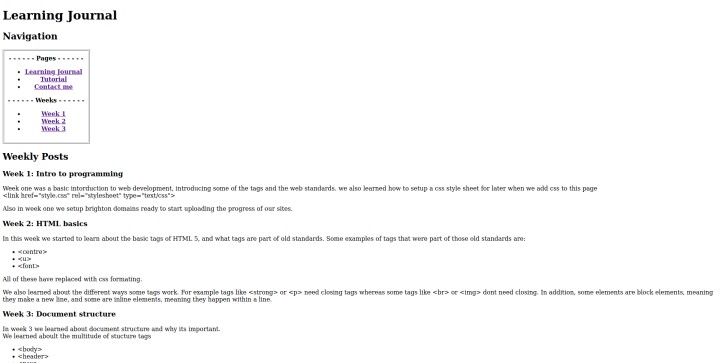 Learning Journal
Navigation
- - - - - - Pages - - - - - -
Learning Journal
Tutorial
Contact me
- - - - - - Weeks - - - - - -
Week 1
Week 2
Week 3
Weekly Posts
Week 1: Intro to programming
Week one was a basic intorduction to web development, introducing some of the tags and the web standards. we also learned how to setup a css style sheet for later when we add css to this page
<link href="style.css" rel="stylesheet" type="text/css">
Also in week one we setup brighton domains ready to start uploading the progress of our sites.
Week 2: HTML basics
In this week we started to learn about the basic tags of HTML 5, and what tags are part of old standards. Some examples of tags that were part of those old standards are:
<centre>
<u>
<font>
All of these have replaced with css formating.
We also learned about the different ways some tags work. For example tags like <strong> or <p> need closing tags whereas some tags like <br> or <img> dont need closing. In addition, some elements are block elements, meaning
they make a new line, and some are inline elements, meaning they happen within a line.
Week 3: Document structure
In week 3 we learned about document structure and why its important.
We learned aboult the multitude of stucture tags
<body>
<header>